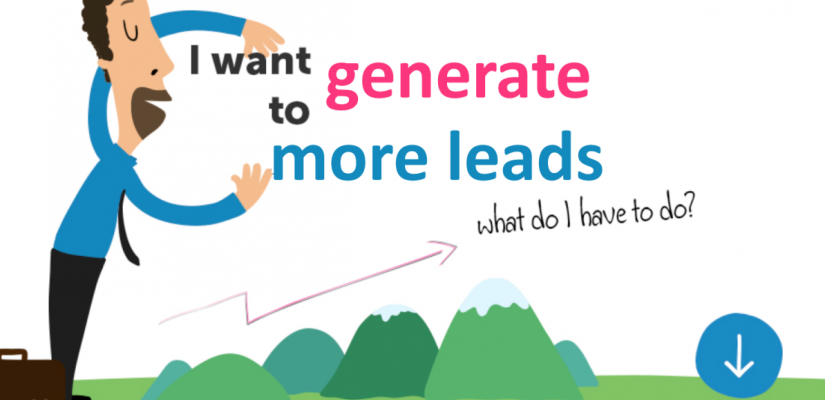 I want
to
generate
more leads
what do I have to do?